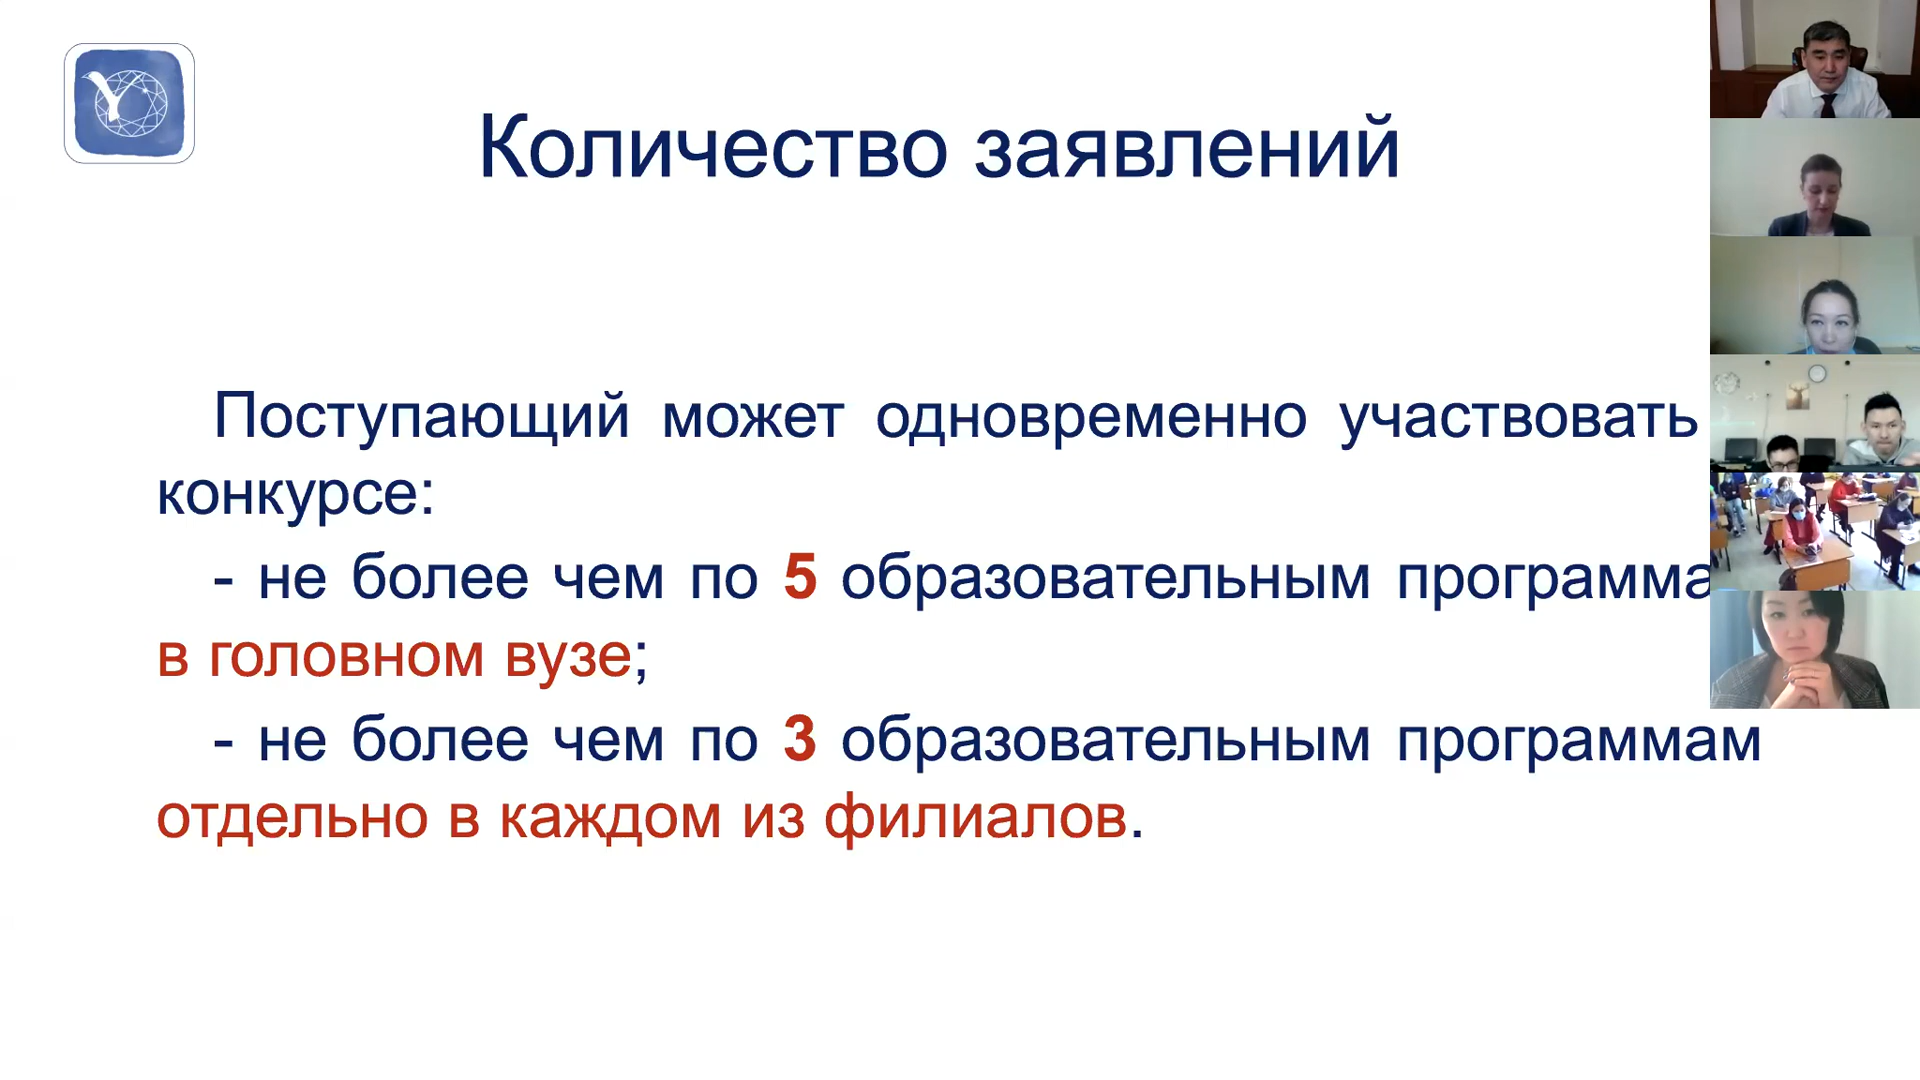 Количество заявлений
Поступающий может одновременно участвовать
конкурсе:
- не более чем по 5 образовательным программа
в головном вузе;
- не более чем по 3 образовательным программам
отдельно в каждом из филиалов.